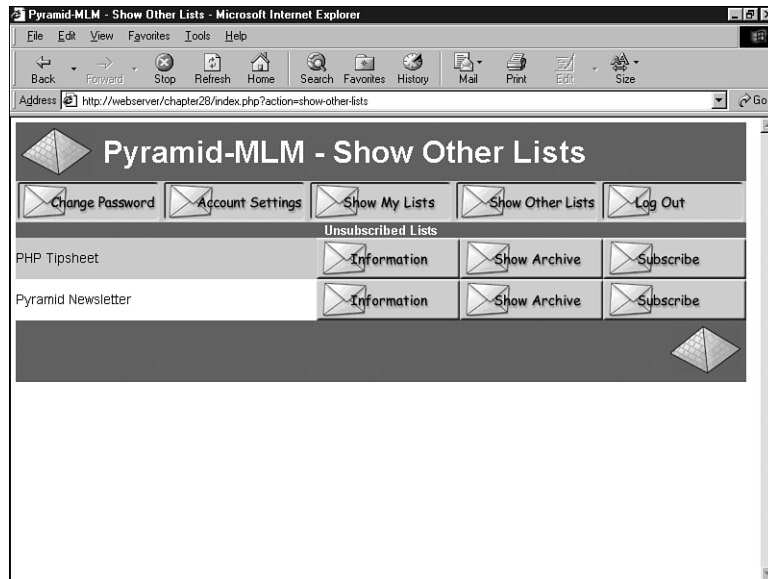 Pyramid-MLM - Show Other Lists - Microsoft Internet Explorer
File Edit View Favorites Tools Help
Back Forward Stop Refresh Home Search Favorites History Mail Print Edit Size
Address http://webserver/chapter28/index.php?action=show-other-lists Go
Pyramid-MLM - Show Other Lists
Change Password Account Settings Show My Lists Show Other Lists Log Out
Unsubscribed Lists
PHP Tipsheet Information Show Archive Subscribe
Pyramid Newsletter Information Show Archive Subscribe